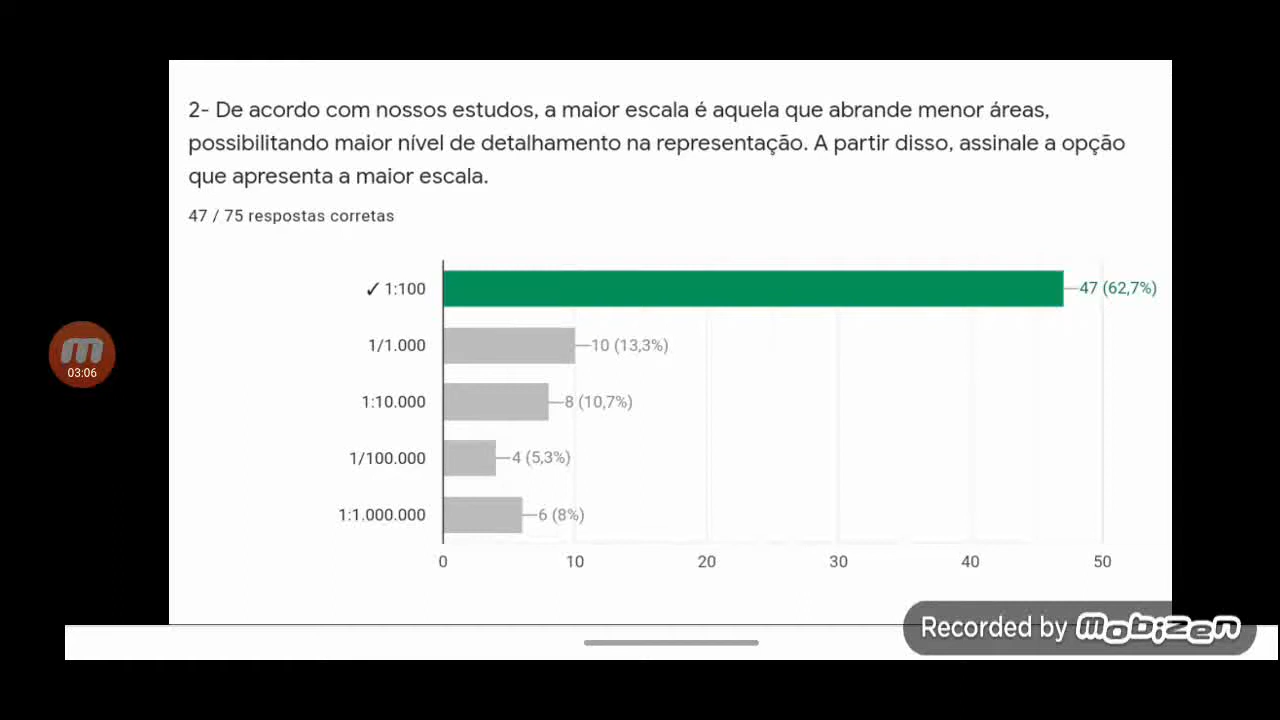 2- De acordo com nossos estudos, a maior escala é aquela que abrande menor áreas,
possibilitando maior nível de detalhamento na representação. A partir disso, assinale a opção
que apresenta a maior escala.
47 / 75 respostas corretas
✓ 1:100
47 (62,7%)
1/1.000
10 (13,3%)
1:10.000
8 (10,7%)
1/100.000
4 (5,3%)
1:1.000.000
6 (8%)
0 10 20 30 40 50
m
03:06
Recorded by mobizen